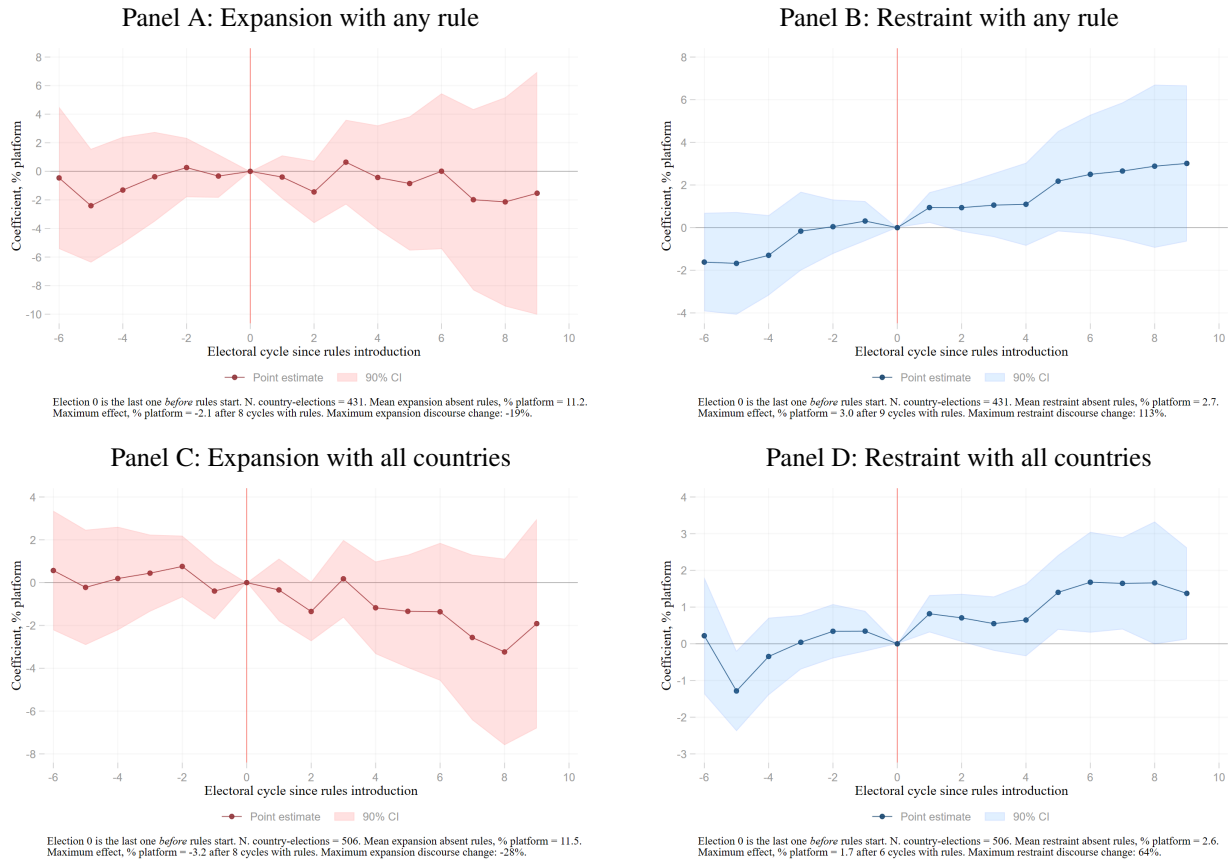 Panel A: Expansion with any rule
8
6
4
2
0
-2
-4
-6
-8
-10
Coefficient, % platform
-6
-4
-2
0
2
4
6
8
10
Electoral cycle since rules introduction
Point estimate
90% CI
Election 0 is the last one before rules start. N. country-elections = 431. Mean expansion absent rules, % platform = 11.2.
Maximum effect, % platform = -2.1 after 8 cycles with rules. Maximum expansion discourse change: -19%.
Panel B: Restraint with any rule
8
6
4
2
0
-2
-4
Coefficient, % platform
-6
-4
-2
0
2
4
6
8
10
Electoral cycle since rules introduction
Point estimate
90% CI
Election 0 is the last one before rules start. N. country-elections = 431. Mean restraint absent rules, % platform = 2.7.
Maximum effect, % platform = 3.0 after 9 cycles with rules. Maximum restraint discourse change: 113%.
Panel C: Expansion with all countries
4
2
0
-2
-4
-6
-8
Coefficient, % platform
-6
-4
-2
0
2
4
6
8
10
Electoral cycle since rules introduction
Point estimate
90% CI
Election 0 is the last one before rules start. N. country-elections = 506. Mean expansion absent rules, % platform = 11.5.
Maximum effect, % platform = -3.2 after 8 cycles with rules. Maximum expansion discourse change: -28%.
Panel D: Restraint with all countries
4
3
2
1
0
-1
-2
-3
Coefficient, % platform
-6
-4
-2
0
2
4
6
8
10
Electoral cycle since rules introduction
Point estimate
90% CI
Election 0 is the last one before rules start. N. country-elections = 506. Mean restraint absent rules, % platform = 2.6.
Maximum effect, % platform = 1.7 after 6 cycles with rules. Maximum restraint discourse change: 64%.